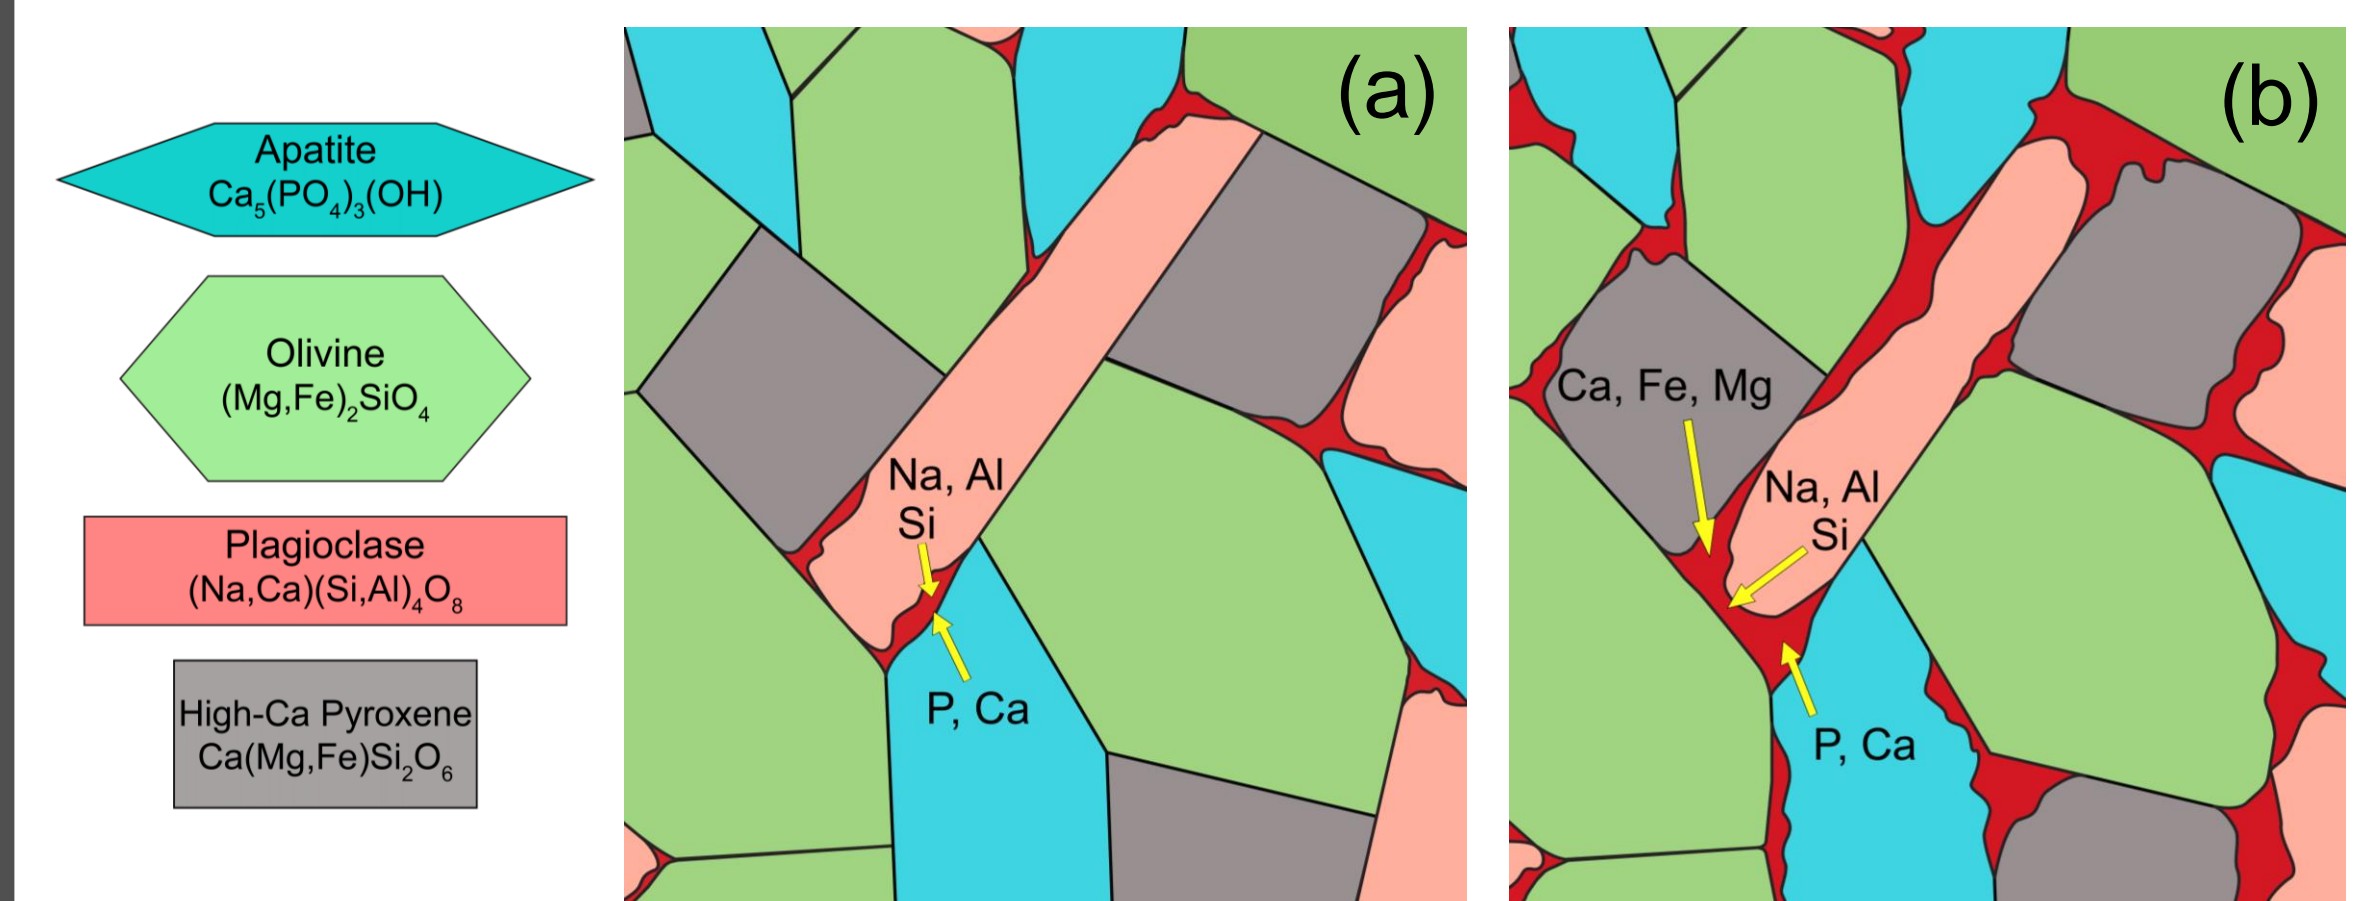 Apatite
Ca5(PO4)3(OH)
Olivine
(Mg,Fe)2SiO4
Plagioclase
(Na,Ca)(Si,Al)4O8
High-Ca Pyroxene
Ca(Mg,Fe)Si2O6
(a)
Na, Al
Si
P, Ca
(b)
Ca, Fe, Mg
Na, Al
Si
P, Ca